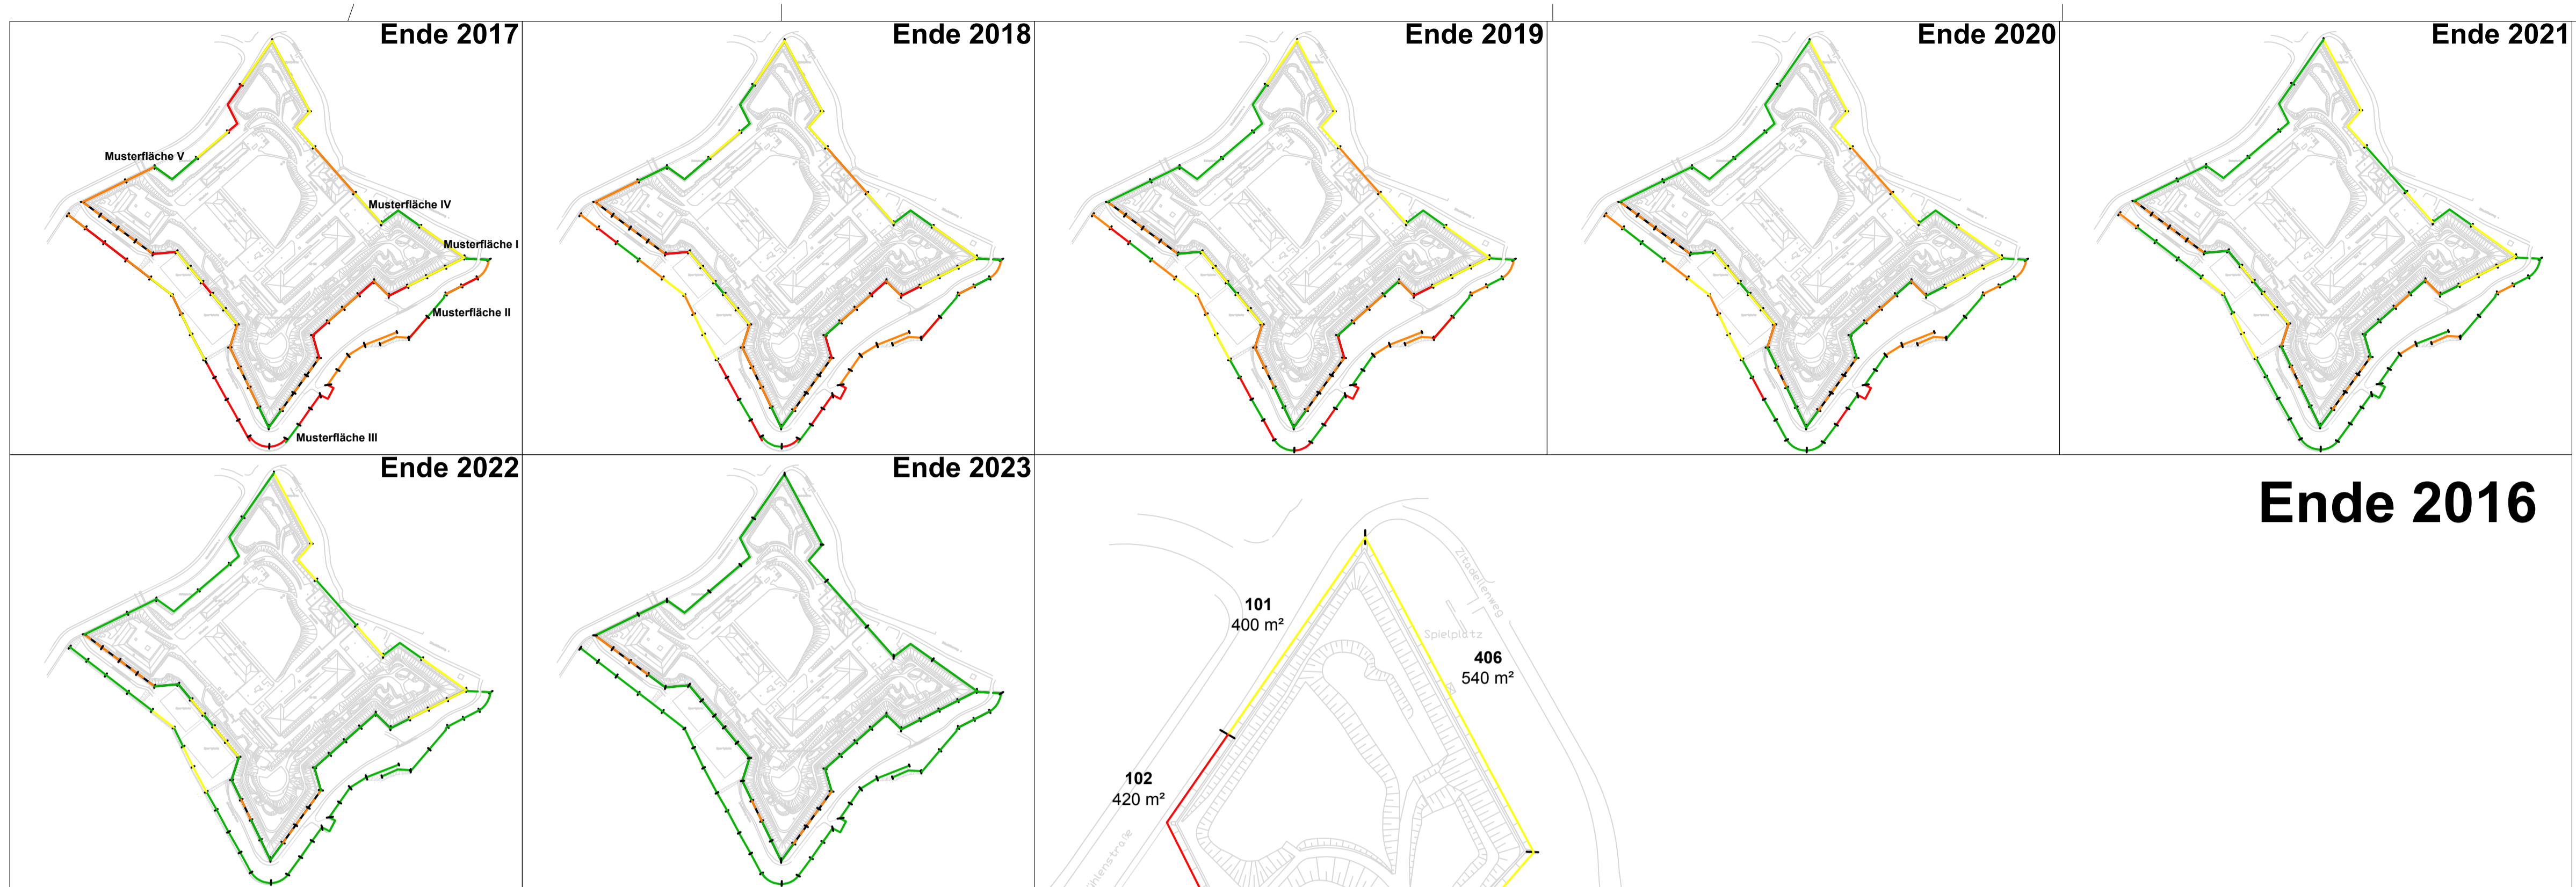 Ende 2017
Musterfläche V
Musterfläche IV
Musterfläche I
Musterfläche II
Musterfläche III
Ende 2018
Ende 2019
Ende 2020
Ende 2021
Ende 2022
Ende 2023
Ende 2016
Zitadellenweg
101
400 m²
Spielplatz
406
540 m²
102
420 m²